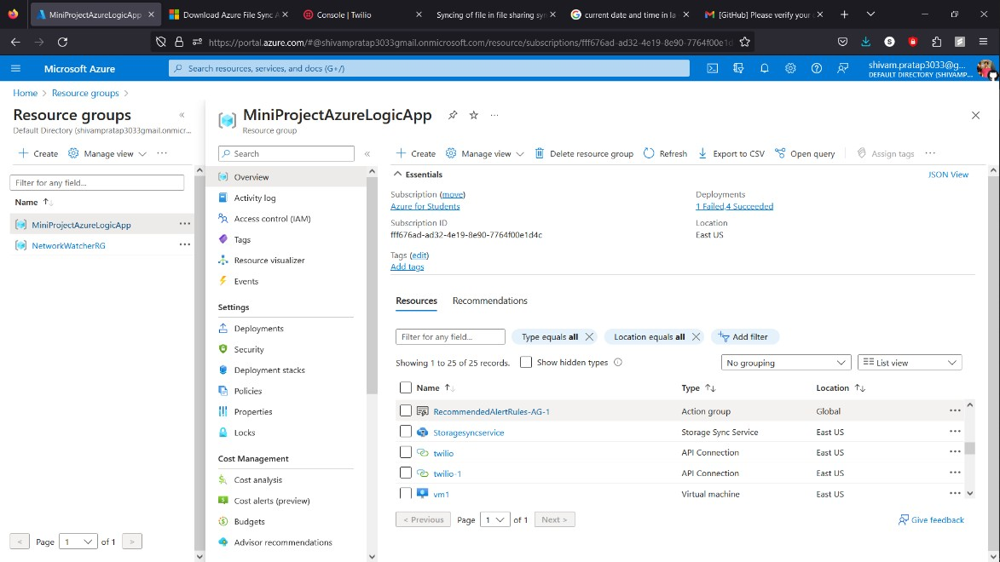 MiniProjectAzureLogicApp
Download Azure File Sync A
Console | Twilio
Syncing of file in file sharing syn
current date and time in la
[GitHub] Please verify your
https://portal.azure.com/#@shivampratap3033gmail.onmicrosoft.com/resource/subscriptions/fff676ad-ad32-4e19-8e90-7764f00e1d
Microsoft Azure
Search resources, services, and docs (G+/)
shivam.pratap3033@g...
DEFAULT DIRECTORY (SHIVAMP...
Home > Resource groups >
Resource groups
Default Directory (shivampratap3033gmail.onmicr...
Create Manage view ...
Filter for any field...
Name
MiniProjectAzureLogicApp
NetworkWatcherRG
< Page 1 of 1 >
MiniProjectAzureLogicApp
Resource group
Search
Overview
Activity log
Access control (IAM)
Tags
Resource visualizer
Events
Settings
Deployments
Security
Deployment stacks
Policies
Properties
Locks
Cost Management
Cost analysis
Cost alerts (preview)
Budgets
Advisor recommendations
Create Manage view Delete resource group Refresh Export to CSV Open query Assign tags ...
Essentials JSON View
Subscription (move)
Azure for Students
Subscription ID
fff676ad-ad32-4e19-8e90-7764f00e1d4c
Deployments
1 Failed,4 Succeeded
Location
East US
Tags (edit)
Add tags
Resources Recommendations
Filter for any field... Type equals all Location equals all Add filter
Showing 1 to 25 of 25 records. Show hidden types No grouping List view
Name Type Location
RecommendedAlertRules-AG-1 Action group Global
Storagesyncservice Storage Sync Service East US
twilio API Connection East US
twilio-1 API Connection East US
vm1 Virtual machine East US
< Previous Page 1 of 1 Next > Give feedback